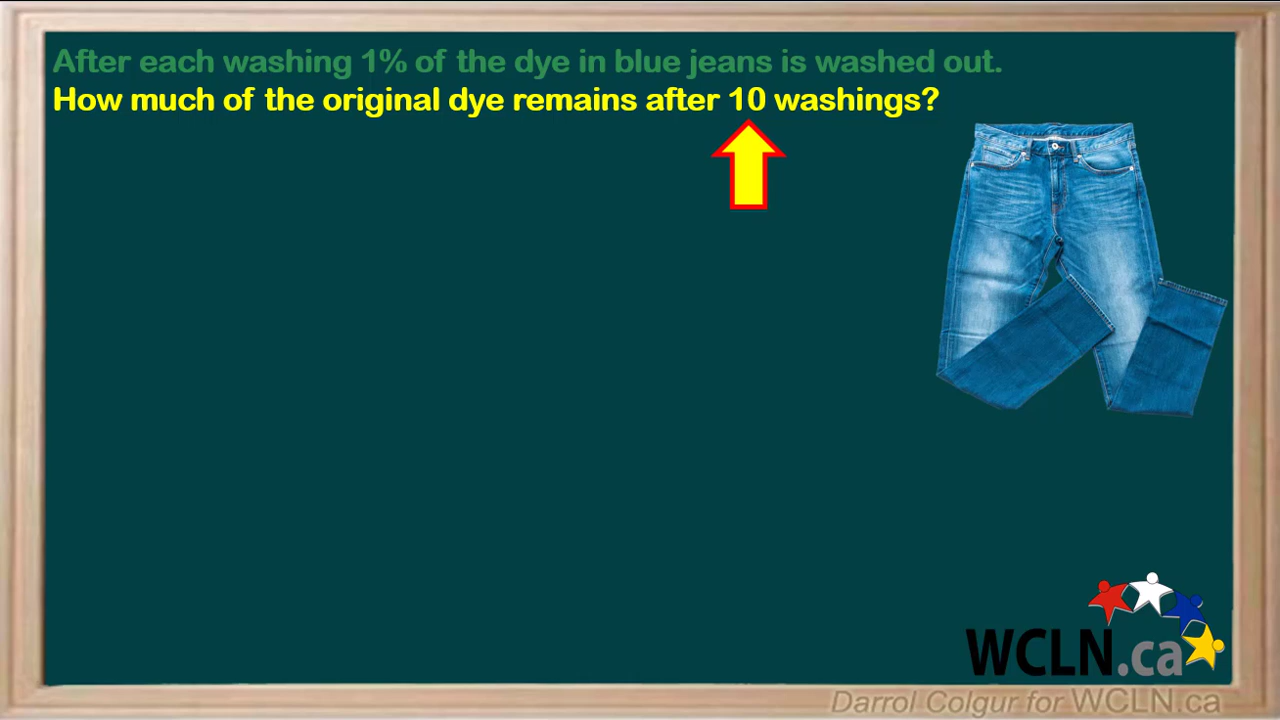 After each washing 1% of the dye in blue jeans is washed out.
How much of the original dye remains after 10 washings?
WCLN.ca
Darrol Colgur for WCLN.ca